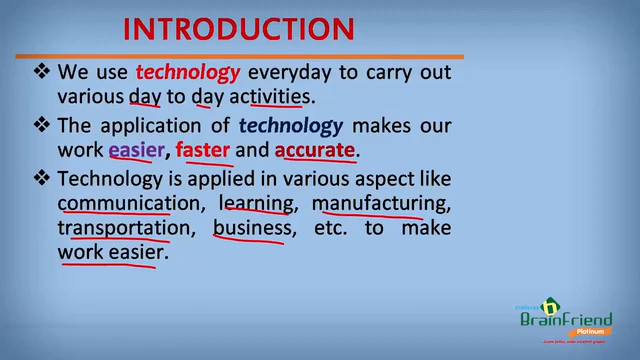 INTRODUCTION
❖ We use technology everyday to carry out
various day to day activities.
❖ The application of technology makes our
work easier, faster and accurate.
❖ Technology is applied in various aspect like
communication, learning, manufacturing,
transportation, business, etc. to make
work easier.
BrainFriend
Platinum